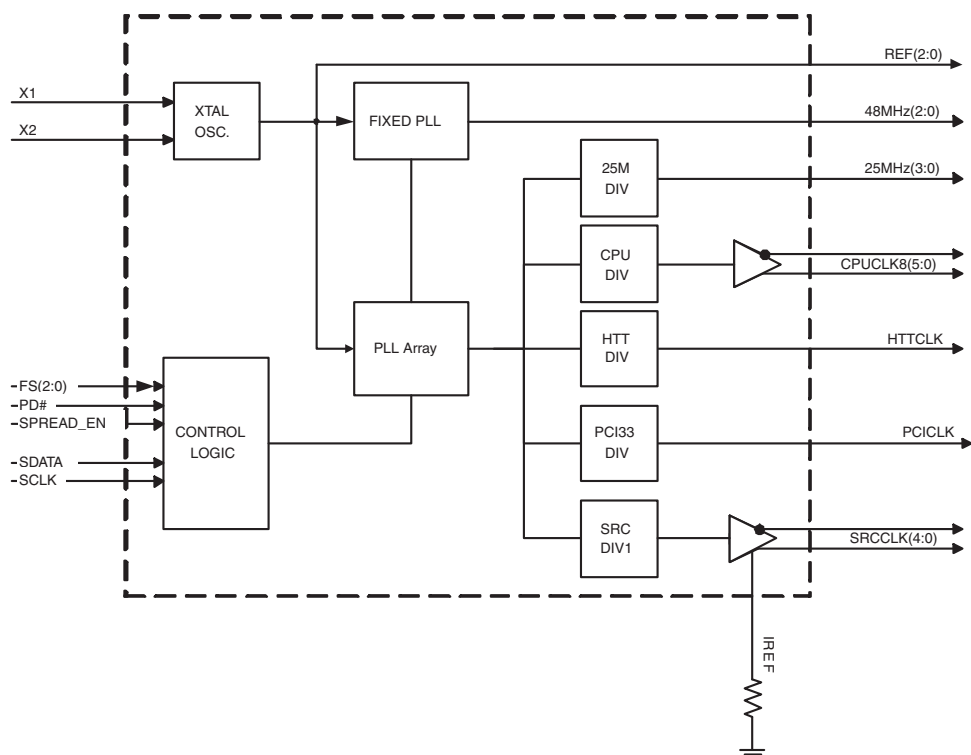 REF(2:0)
X1
XTAL
OSC.
FIXED PLL
48MHz(2:0)
X2
25M
DIV
25MHz(3:0)
CPU
DIV
CPUCLK8(5:0)
PLL Array
HTT
DIV
HTTCLK
FS(2:0)
PD#
SPREAD_EN
SDATA
SCLK
CONTROL
LOGIC
PCI33
DIV
PCICLK
SRC
DIV1
SRCCLK(4:0)
IREF